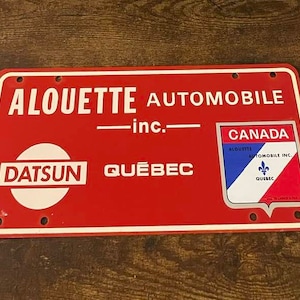 ALOUETTE AUTOMOBILE
inc.
DATSUN
QUÉBEC
CANADA
ALOUETTE
AUTOMOBILE INC.
QUÉBEC